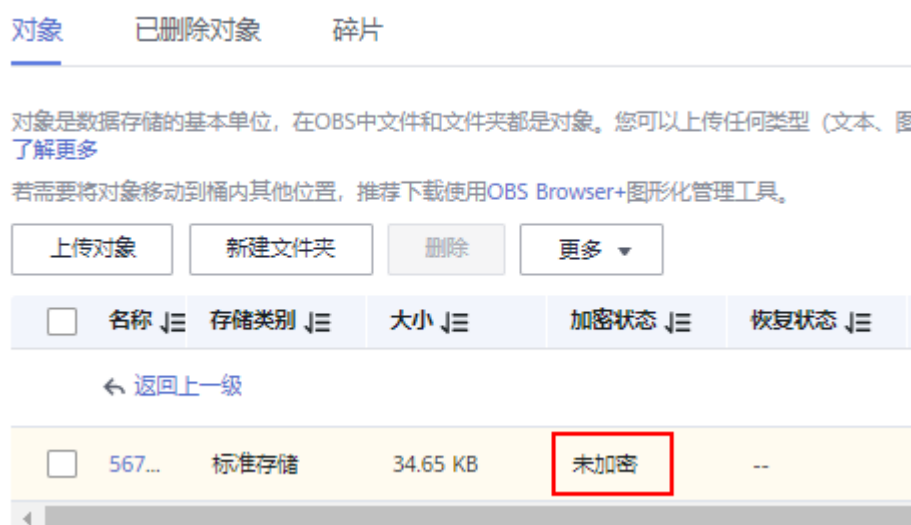 对象 已删除对象 碎片
对象是数据存储的基本单位，在OBS中文件和文件夹都是对象。您可以上传任何类型（文本、图
了解更多
若需要将对象移动到桶内其他位置，推荐下载使用OBS Browser+图形化管理工具。
上传对象 新建文件夹 删除 更多
名称 存储类别 大小 加密状态 恢复状态
返回上一级
567... 标准存储 34.65 KB 未加密 --